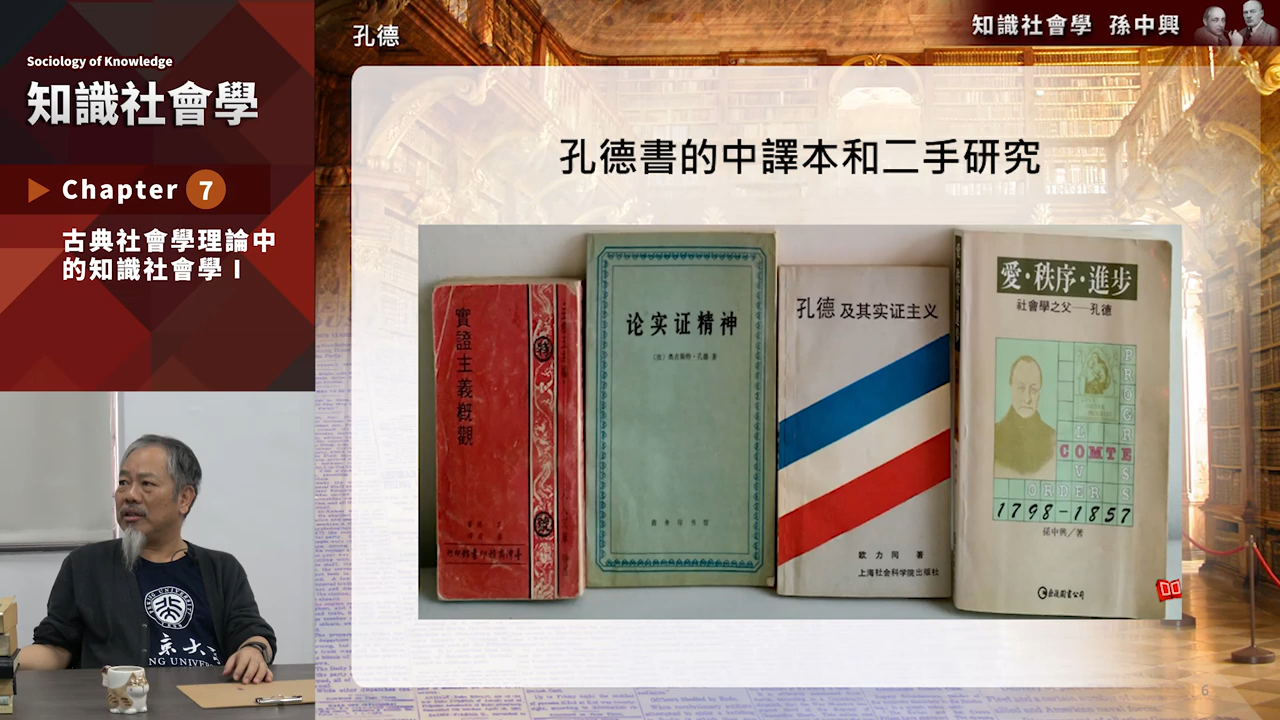 Sociology of Knowledge
知識社會學
Chapter 7
古典社會學理論中
的知識社會學 I
孔德
知識社會學 孫中興
孔德書的中譯本和二手研究
實證主義概觀
论实证精神
〔法〕奥古斯特·孔德 著
商务印书馆
孔德及其实证主义
欧力同 著
上海社会科学院出版社
愛·秩序·進步
社會學之父——孔德
PROGRESS
LOVE
COMTE
ORDER
1798-1857
孫中興／著
巨流圖書公司
6